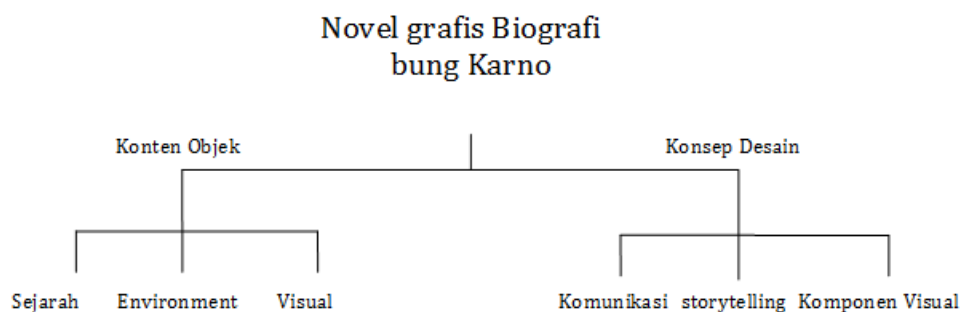 Novel grafis Biografi
bung Karno
Konten Objek
Konsep Desain
Sejarah
Environment
Visual
Komunikasi
storytelling
Komponen Visual